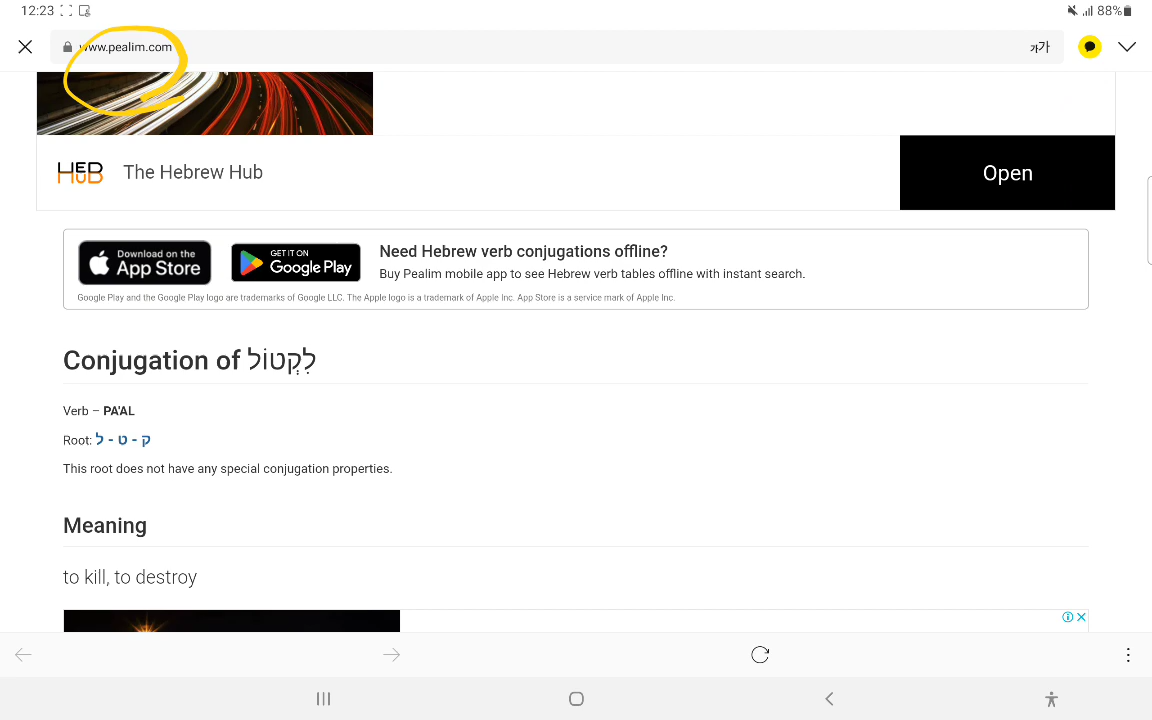 12:23
88%
www.pealim.com
가가
HEB HUB
The Hebrew Hub
Open
Download on the
App Store
GET IT ON
Google Play
Need Hebrew verb conjugations offline?
Buy Pealim mobile app to see Hebrew verb tables offline with instant search.
Google Play and the Google Play logo are trademarks of Google LLC. The Apple logo is a trademark of Apple Inc. App Store is a service mark of Apple Inc.
Conjugation of לִקְטוֹל
Verb – PA'AL
Root: ק - ט - ל
This root does not have any special conjugation properties.
Meaning
to kill, to destroy